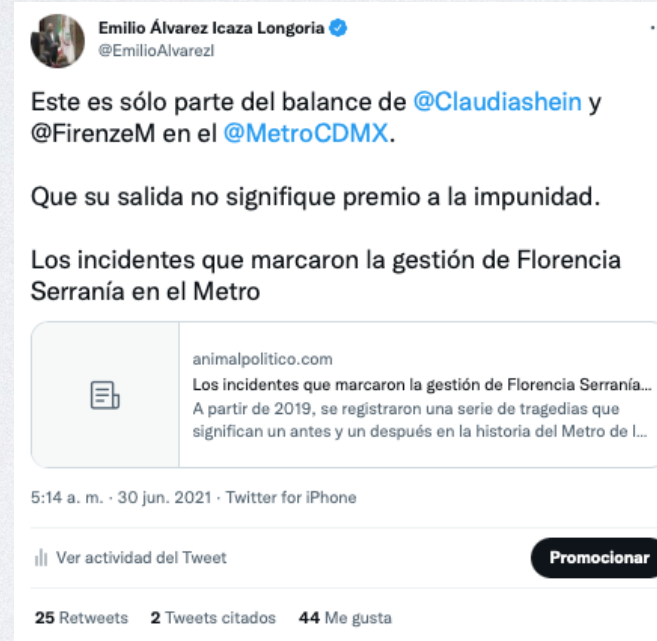 Emilio Álvarez Icaza Longoria
@EmilioAlvarezI
Este es sólo parte del balance de @Claudiashein y
@FirenzeM en el @MetroCDMX.
Que su salida no signifique premio a la impunidad.
Los incidentes que marcaron la gestión de Florencia
Serranía en el Metro
animalpolitico.com
Los incidentes que marcaron la gestión de Florencia Serranía...
A partir de 2019, se registraron una serie de tragedias que
significan un antes y un después en la historia del Metro de l...
5:14 a. m. · 30 jun. 2021 · Twitter for iPhone
Ver actividad del Tweet
Promocionar
25 Retweets 2 Tweets citados 44 Me gusta